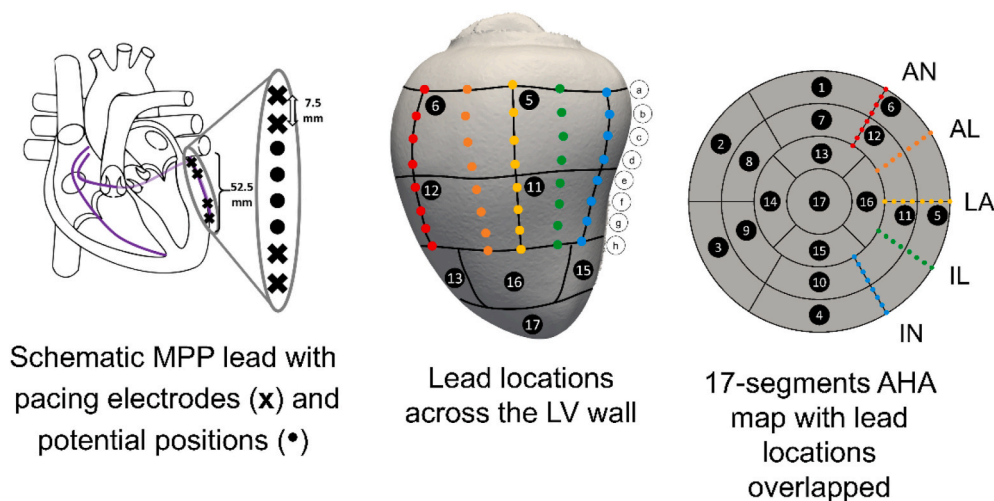 7.5
mm
52.5
mm
Schematic MPP lead with
pacing electrodes (x) and
potential positions (•)
6
5
12
11
13
16
15
17
a
b
c
d
e
f
g
h
Lead locations
across the LV wall
1
6
7
12
2
8
13
14
17
16
11
5
3
9
15
10
4
AN
AL
LA
IL
IN
17-segments AHA
map with lead
locations
overlapped